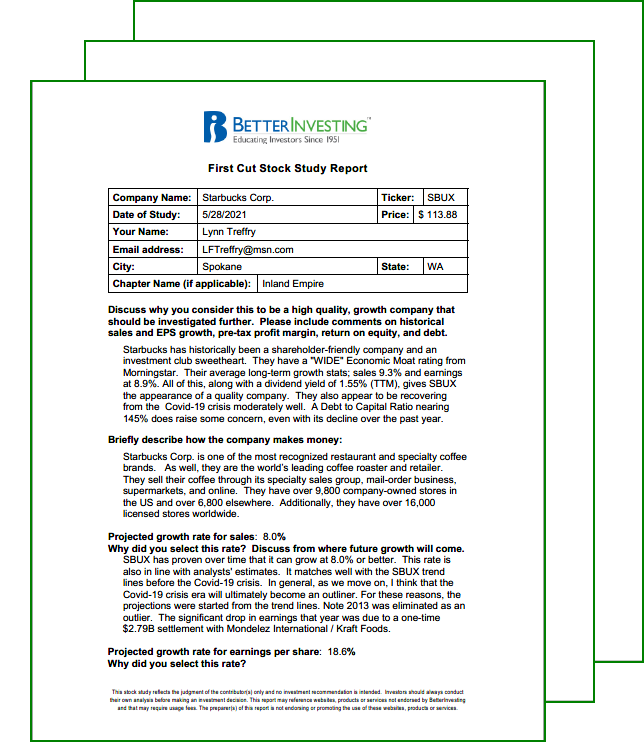 BETTERINVESTING™
Educating Investors Since 1951
First Cut Stock Study Report
Company Name: Starbucks Corp. Ticker: SBUX
Date of Study: 5/28/2021 Price: $ 113.88
Your Name: Lynn Treffry
Email address: LFTreffry@msn.com
City: Spokane State: WA
Chapter Name (if applicable): Inland Empire
Discuss why you consider this to be a high quality, growth company that
should be investigated further. Please include comments on historical
sales and EPS growth, pre-tax profit margin, return on equity, and debt.
Starbucks has historically been a shareholder-friendly company and an
investment club sweetheart. They have a "WIDE" Economic Moat rating from
Morningstar. Their average long-term growth stats; sales 9.3% and earnings
at 8.9%. All of this, along with a dividend yield of 1.55% (TTM), gives SBUX
the appearance of a quality company. They also appear to be recovering
from the Covid-19 crisis moderately well. A Debt to Capital Ratio nearing
145% does raise some concern, even with its decline over the past year.
Briefly describe how the company makes money:
Starbucks Corp. is one of the most recognized restaurant and specialty coffee
brands. As well, they are the world's leading coffee roaster and retailer.
They sell their coffee through its specialty sales group, mail-order business,
supermarkets, and online. They have over 9,800 company-owned stores in
the US and over 6,800 elsewhere. Additionally, they have over 16,000
licensed stores worldwide.
Projected growth rate for sales: 8.0%
Why did you select this rate? Discuss from where future growth will come.
SBUX has proven over time that it can grow at 8.0% or better. This rate is
also in line with analysts' estimates. It matches well with the SBUX trend
lines before the Covid-19 crisis. In general, as we move on, I think that the
Covid-19 crisis era will ultimately become an outliner. For these reasons, the
projections were started from the trend lines. Note 2013 was eliminated as an
outlier. The significant drop in earnings that year was due to a one-time
$2.79B settlement with Mondelez International / Kraft Foods.
Projected growth rate for earnings per share: 18.6%
Why did you select this rate?
This stock study reflects the judgment of the contributor(s) only and no investment recommendation is intended. Investors should always conduct
their own analysis before making an investment decision. This report may reference websites, products or services not endorsed by BetterInvesting
and that may require usage fees. The preparer(s) of this report is not endorsing or promoting the use of these websites, products or services.